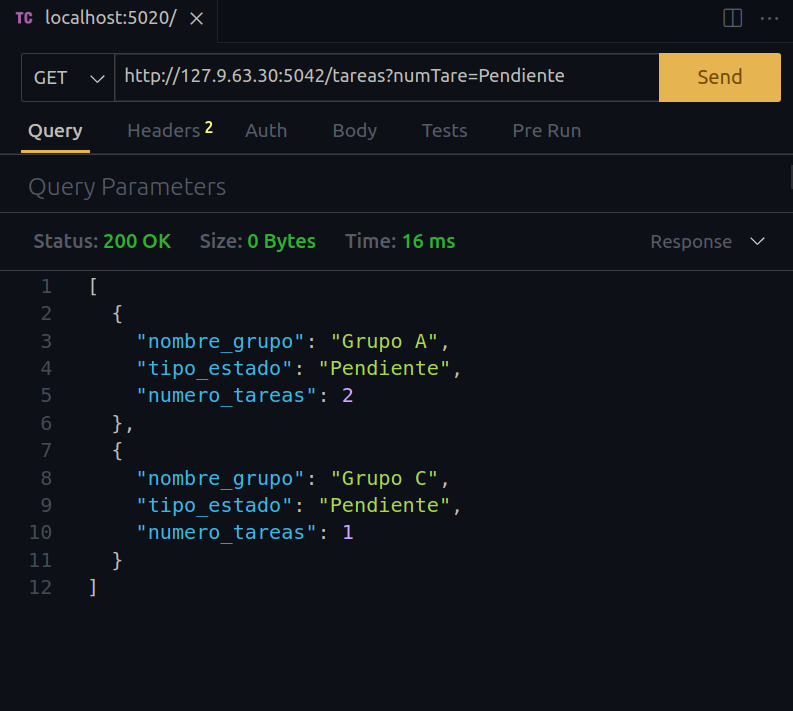 TC localhost:5020/
GET http://127.9.63.30:5042/tareas?numTare=Pendiente Send
Query Headers 2 Auth Body Tests Pre Run
Query Parameters
Status: 200 OK Size: 0 Bytes Time: 16 ms Response
1 [
2 {
3 "nombre_grupo": "Grupo A",
4 "tipo_estado": "Pendiente",
5 "numero_tareas": 2
6 },
7 {
8 "nombre_grupo": "Grupo C",
9 "tipo_estado": "Pendiente",
10 "numero_tareas": 1
11 }
12 ]